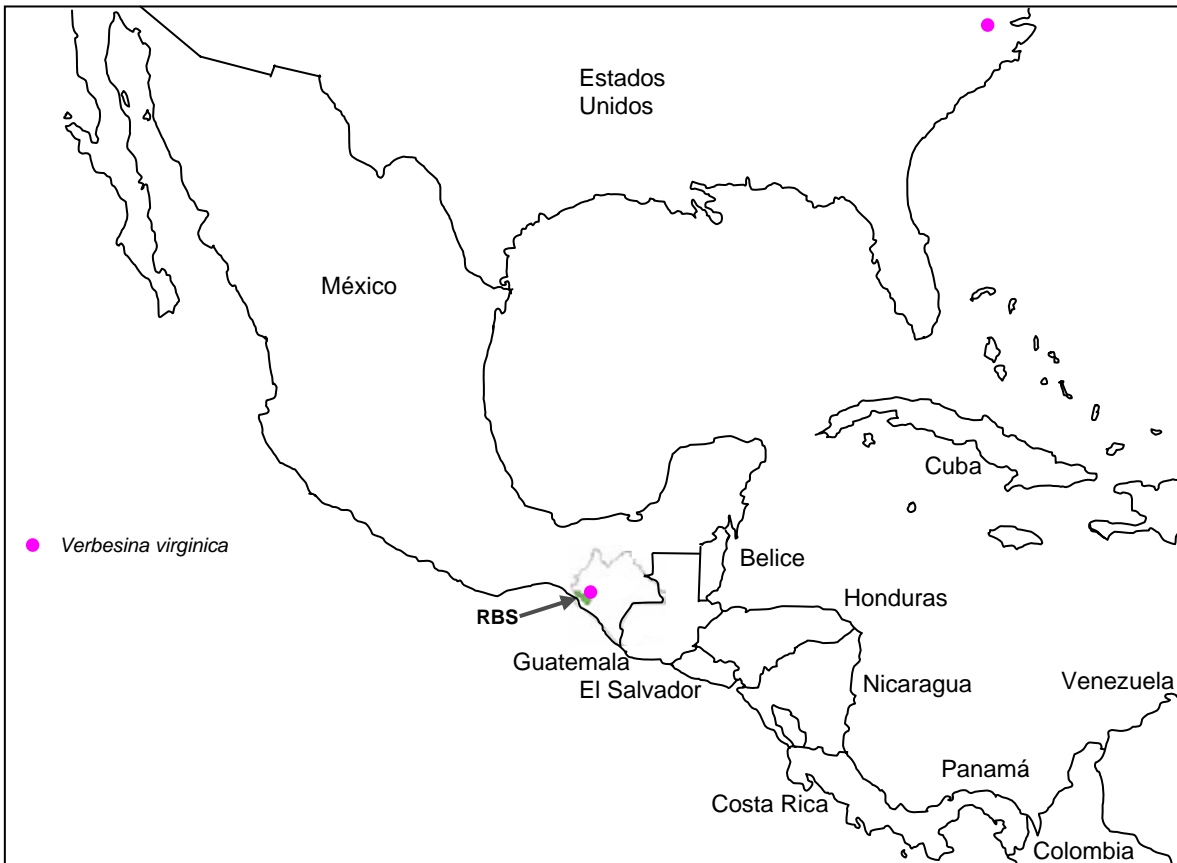 Estados
Unidos
México
Cuba
Verbesina virginica
Belice
Honduras
RBS
Guatemala
El Salvador
Nicaragua
Venezuela
Panamá
Costa Rica
Colombia